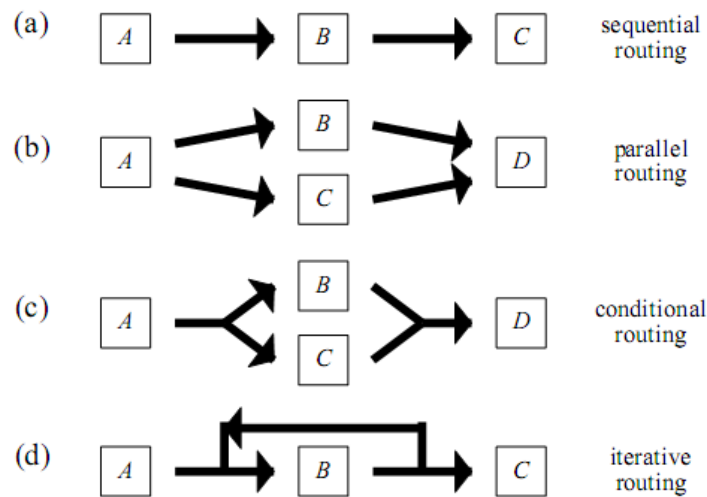 (a) A B C sequential
routing
B
(b) A D parallel
routing
C
B
(c) A D conditional
routing
C
(d) A B C iterative
routing